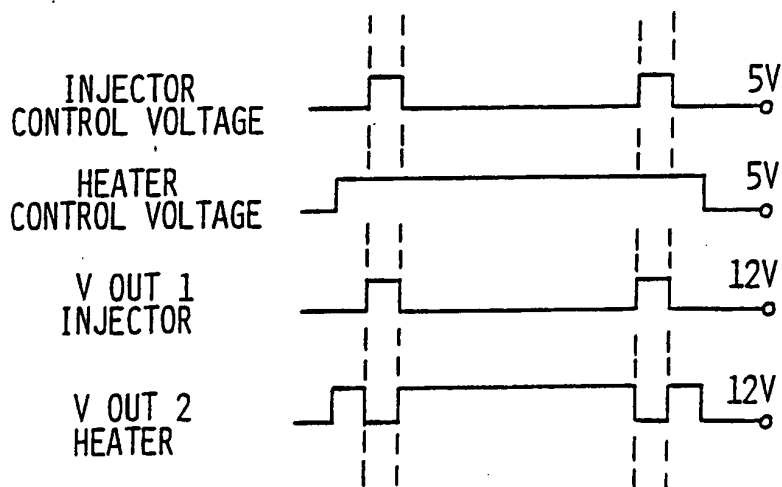 INJECTOR
CONTROL VOLTAGE
5V
HEATER
CONTROL VOLTAGE
5V
V OUT 1
INJECTOR
12V
V OUT 2
HEATER
12V